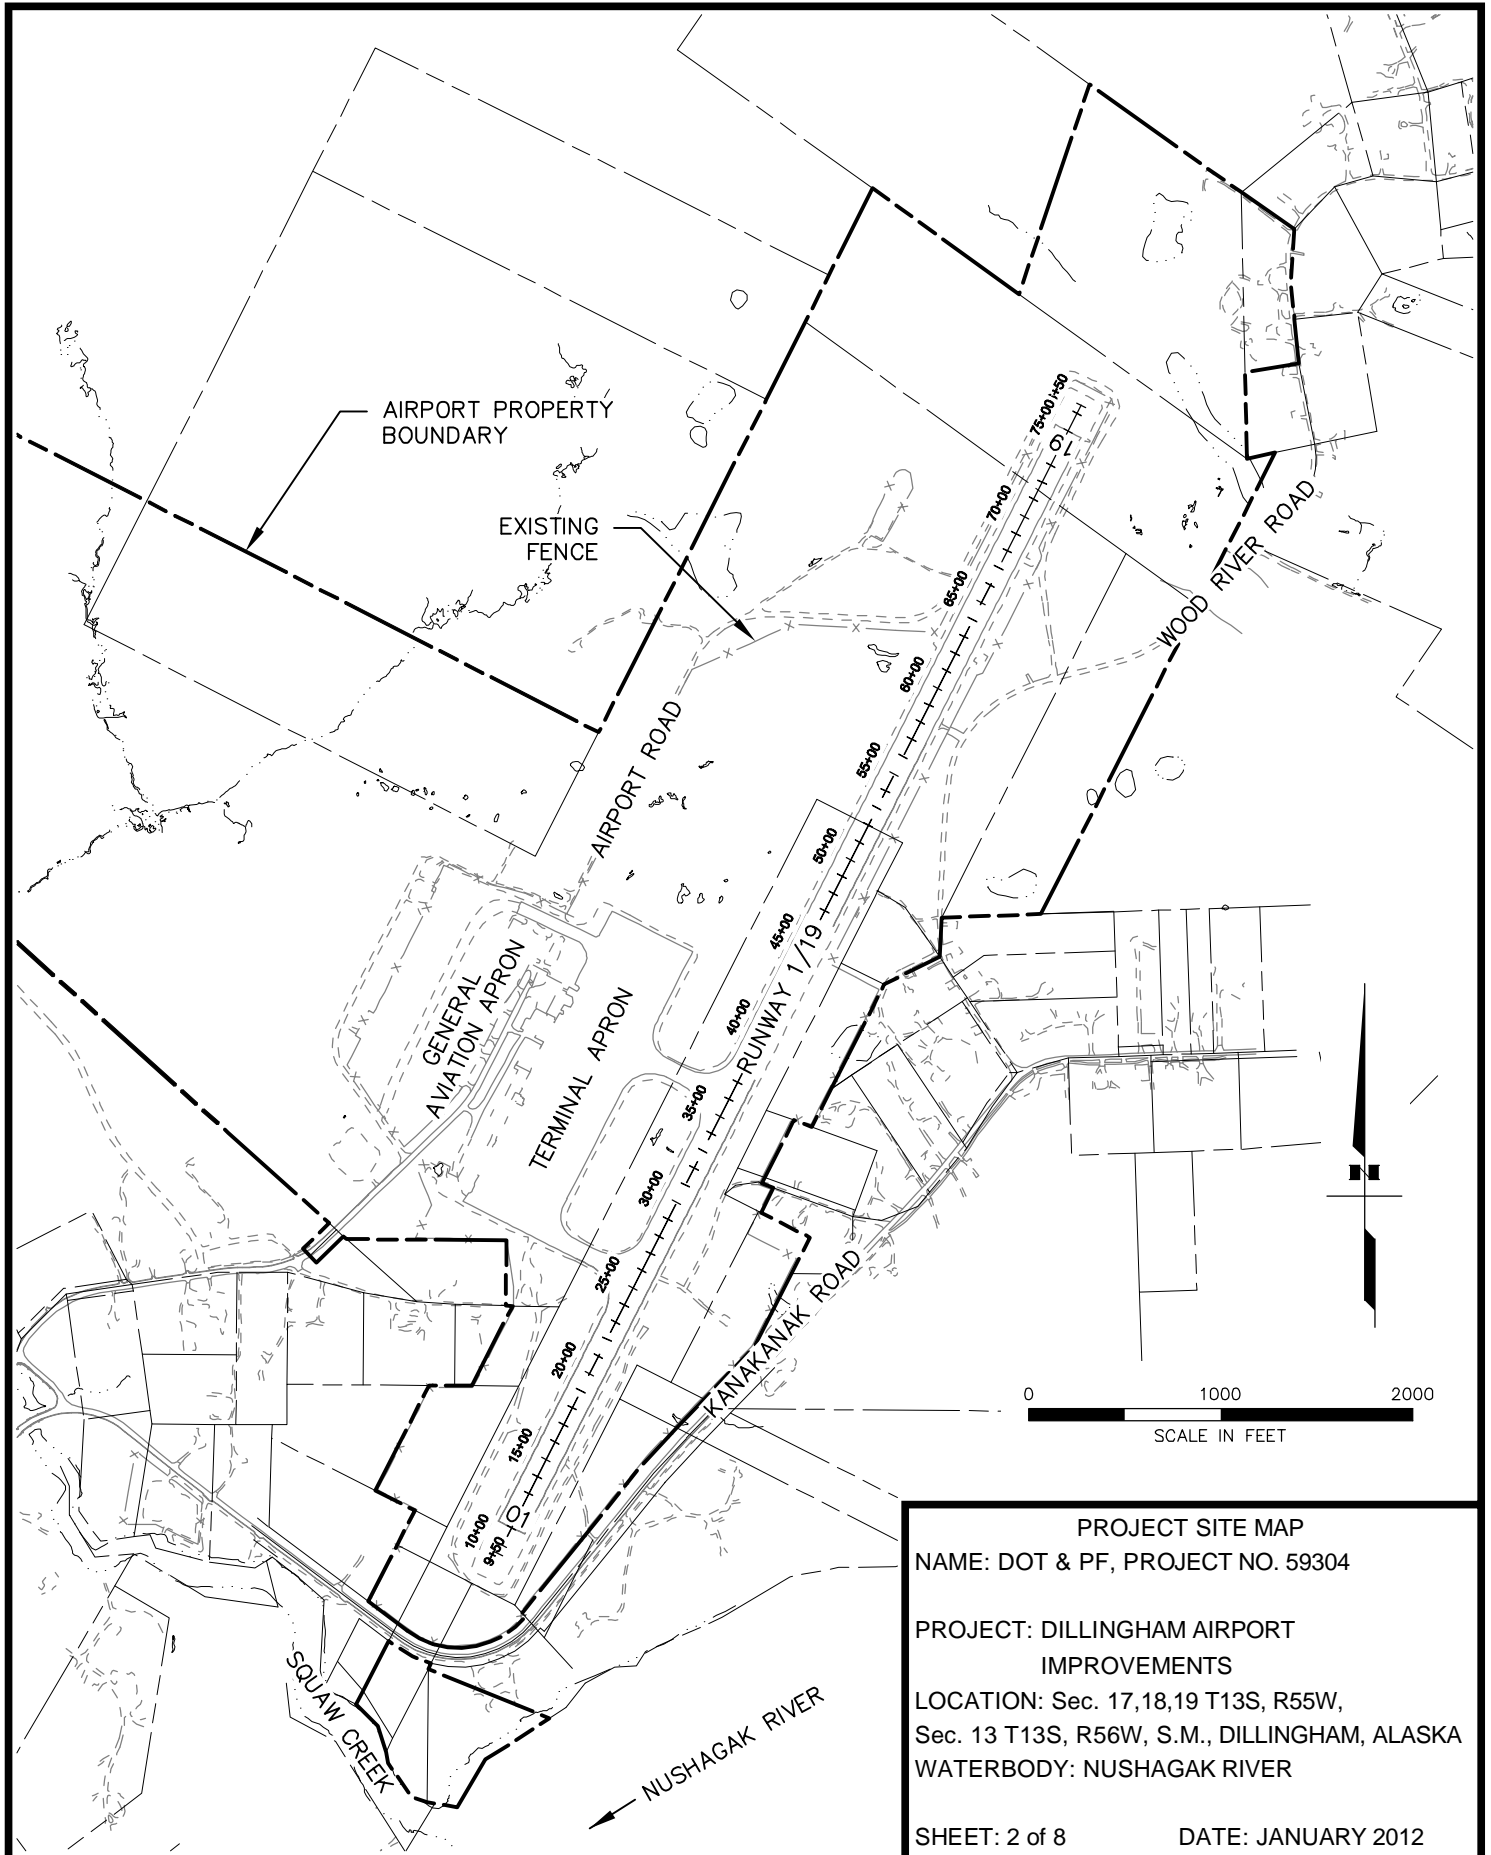 AIRPORT PROPERTY
BOUNDARY
EXISTING
FENCE
75+00
19
70+00
65+00
60+00
55+00
50+00
45+00
40+00
35+00
30+00
25+00
20+00
15+00
10+00
9+50
01
WOOD RIVER ROAD
AIRPORT ROAD
RUNWAY 1/19
GENERAL
AVIATION APRON
TERMINAL APRON
KANAKANAK ROAD
SQUAW CREEK
NUSHAGAK RIVER
N
0 1000 2000
SCALE IN FEET
PROJECT SITE MAP
NAME: DOT & PF, PROJECT NO. 59304
PROJECT: DILLINGHAM AIRPORT
IMPROVEMENTS
LOCATION: Sec. 17,18,19 T13S, R55W,
Sec. 13 T13S, R56W, S.M., DILLINGHAM, ALASKA
WATERBODY: NUSHAGAK RIVER
SHEET: 2 of 8 DATE: JANUARY 2012